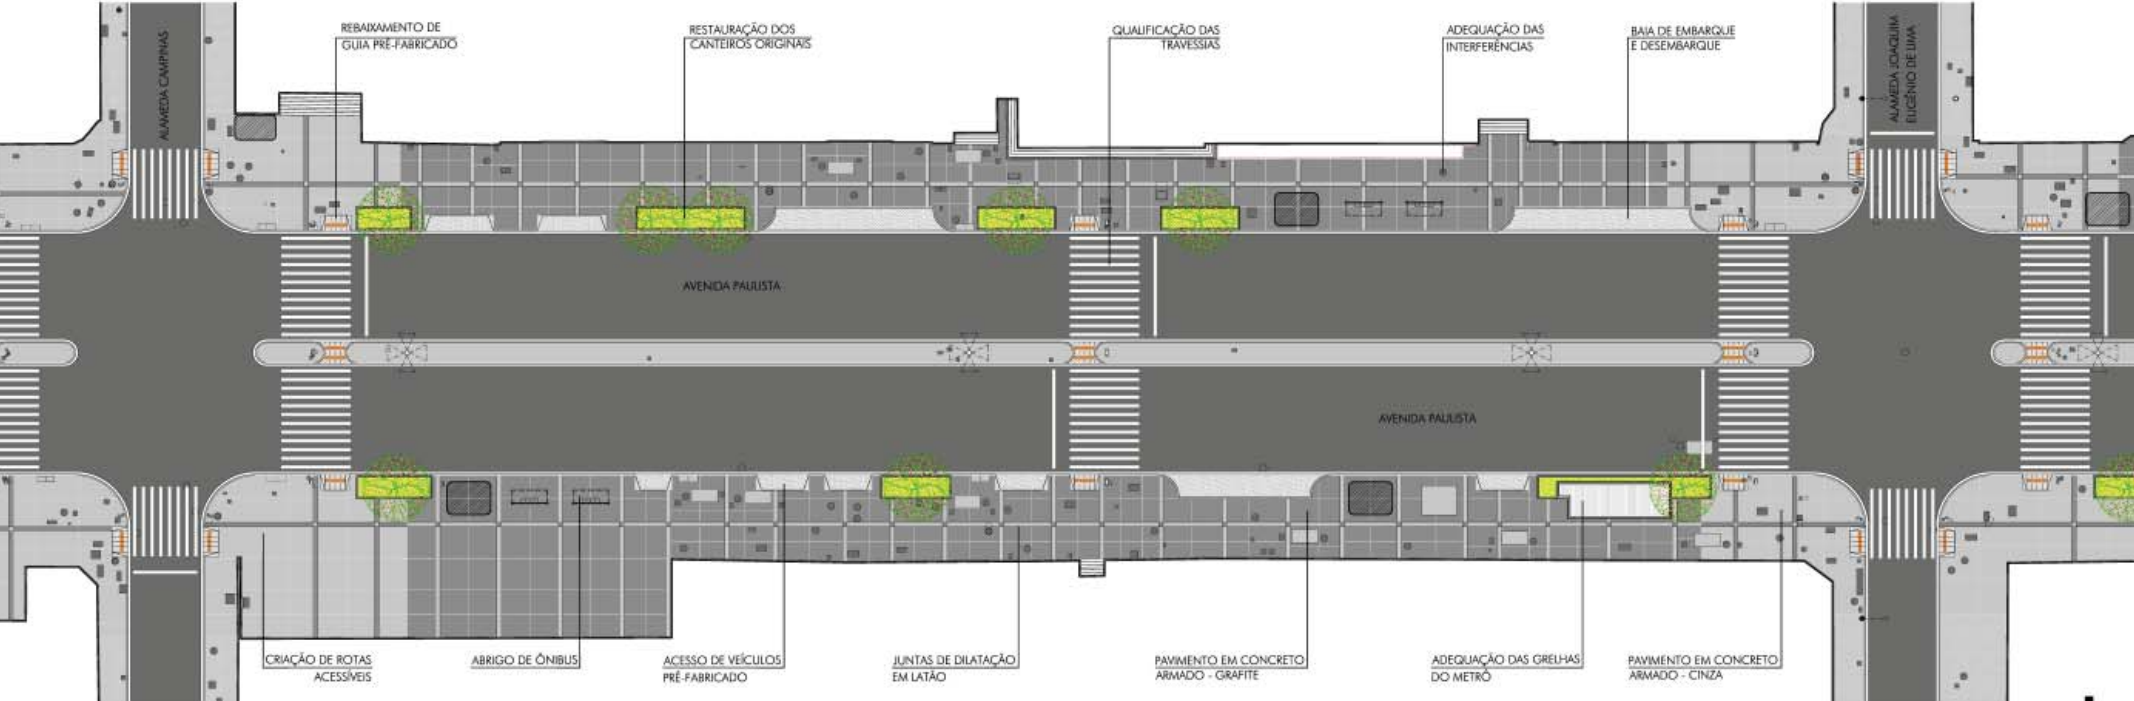 ALAMEDA CAMPINAS
REBAIXAMENTO DE
GUIA PRÉ-FABRICADO
RESTAURAÇÃO DOS
CANTEIROS ORIGINAIS
QUALIFICAÇÃO DAS
TRAVESSIAS
ADEQUAÇÃO DAS
INTERFERÊNCIAS
BAIA DE EMBARQUE
E DESEMBARQUE
ALAMEDA JOAQUIM
EUGÊNIO DE LIMA
AVENIDA PAULISTA
AVENIDA PAULISTA
CRIAÇÃO DE ROTAS
ACESSÍVEIS
ABRIGO DE ÔNIBUS
ACESSO DE VEÍCULOS
PRÉ-FABRICADO
JUNTAS DE DILATAÇÃO
EM LATÃO
PAVIMENTO EM CONCRETO
ARMADO - GRAFITE
ADEQUAÇÃO DAS GRELHAS
DO METRÔ
PAVIMENTO EM CONCRETO
ARMADO - CINZA